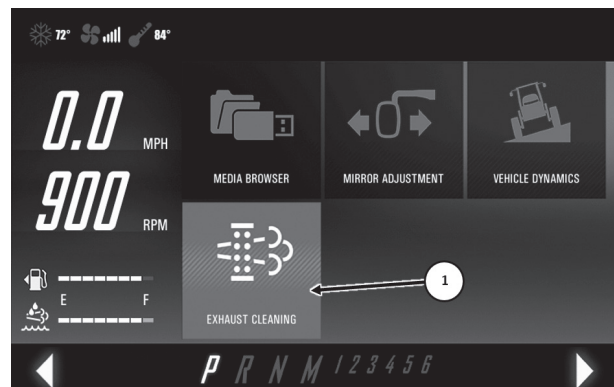 72° 84°
0.0 MPH
MEDIA BROWSER MIRROR ADJUSTMENT VEHICLE DYNAMICS
900 RPM
1
E F
EXHAUST CLEANING
P R N M 1 2 3 4 5 6